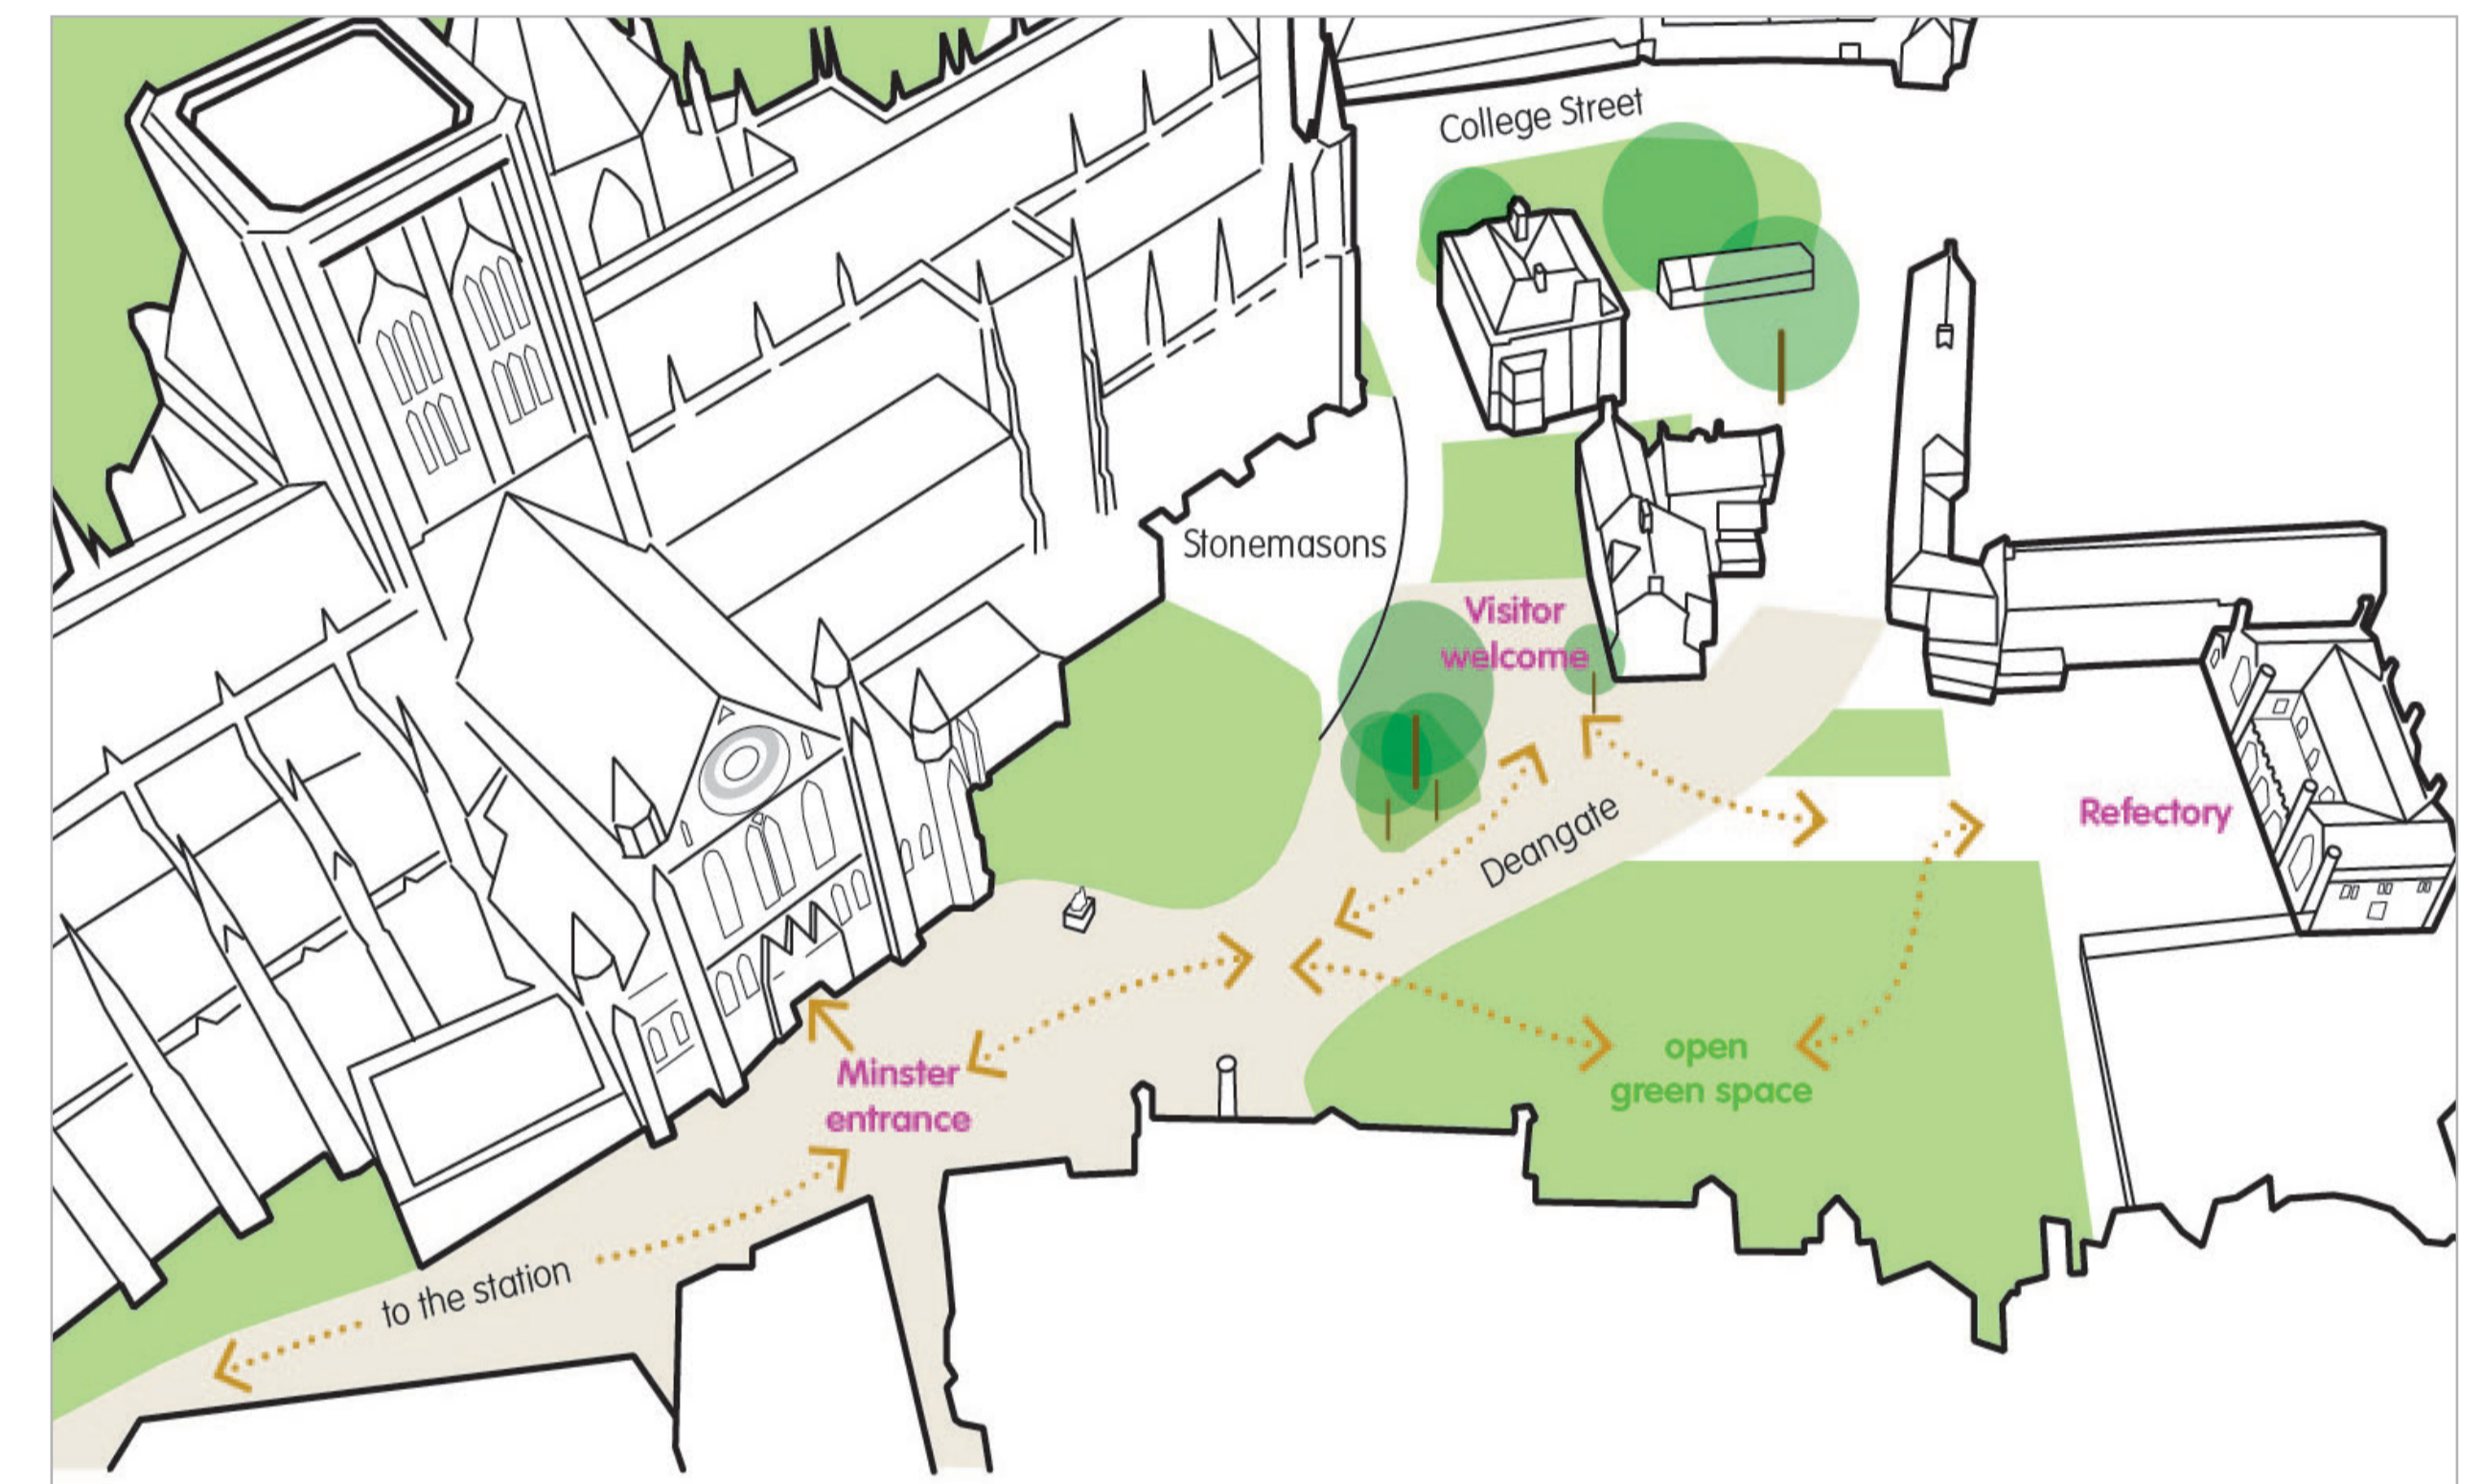 College Street
Stonemasons
Visitor
welcome
Deangate
Refectory
Minster
entrance
open
green space
to the station